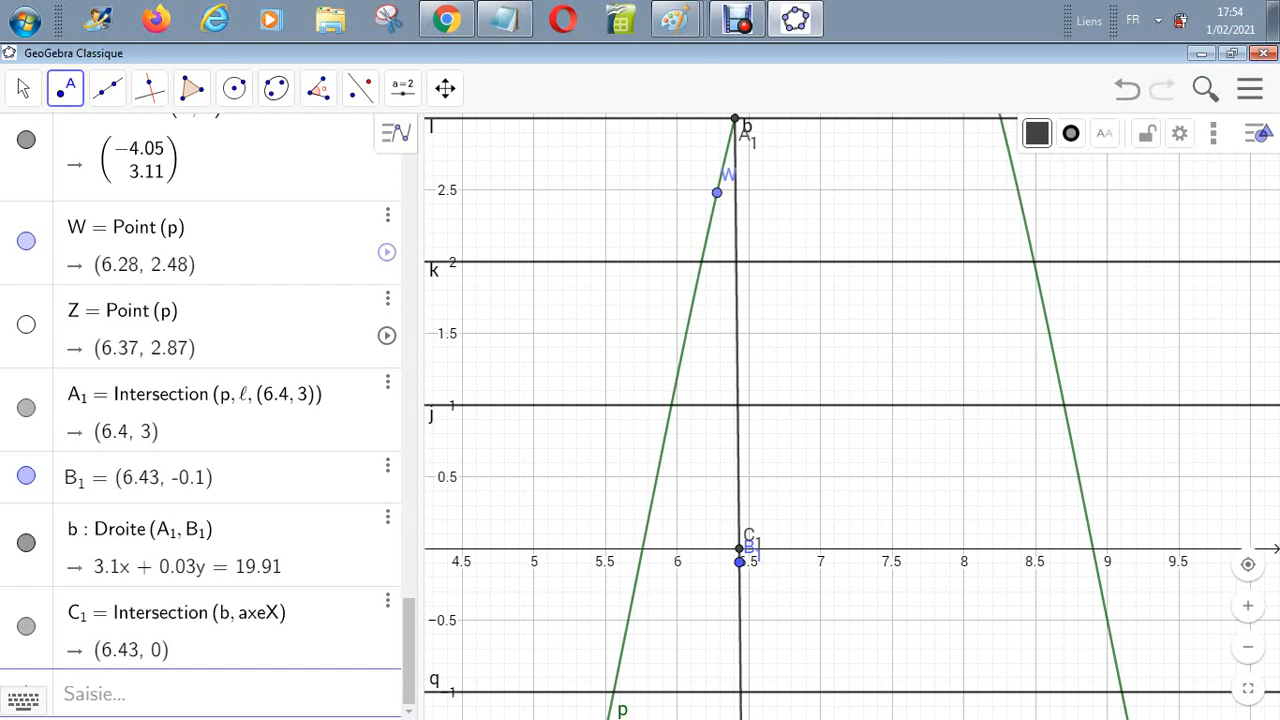 Liens FR 17:54
1/02/2021
GeoGebra Classique
A a=2
(−4.05
3.11)
W = Point (p)
→ (6.28, 2.48)
Z = Point (p)
→ (6.37, 2.87)
A₁ = Intersection (p, ℓ, (6.4, 3))
→ (6.4, 3)
B₁ = (6.43, -0.1)
b : Droite (A₁, B₁)
→ 3.1x + 0.03y = 19.91
C₁ = Intersection (b, axeX)
→ (6.43, 0)
Saisie...
l b AA
A₁
W
2.5
k 2
1.5
j 1
0.5
C₁
B₁
4.5 5 5.5 6 6.5 7 7.5 8 8.5 9 9.5
−0.5
q −1
p